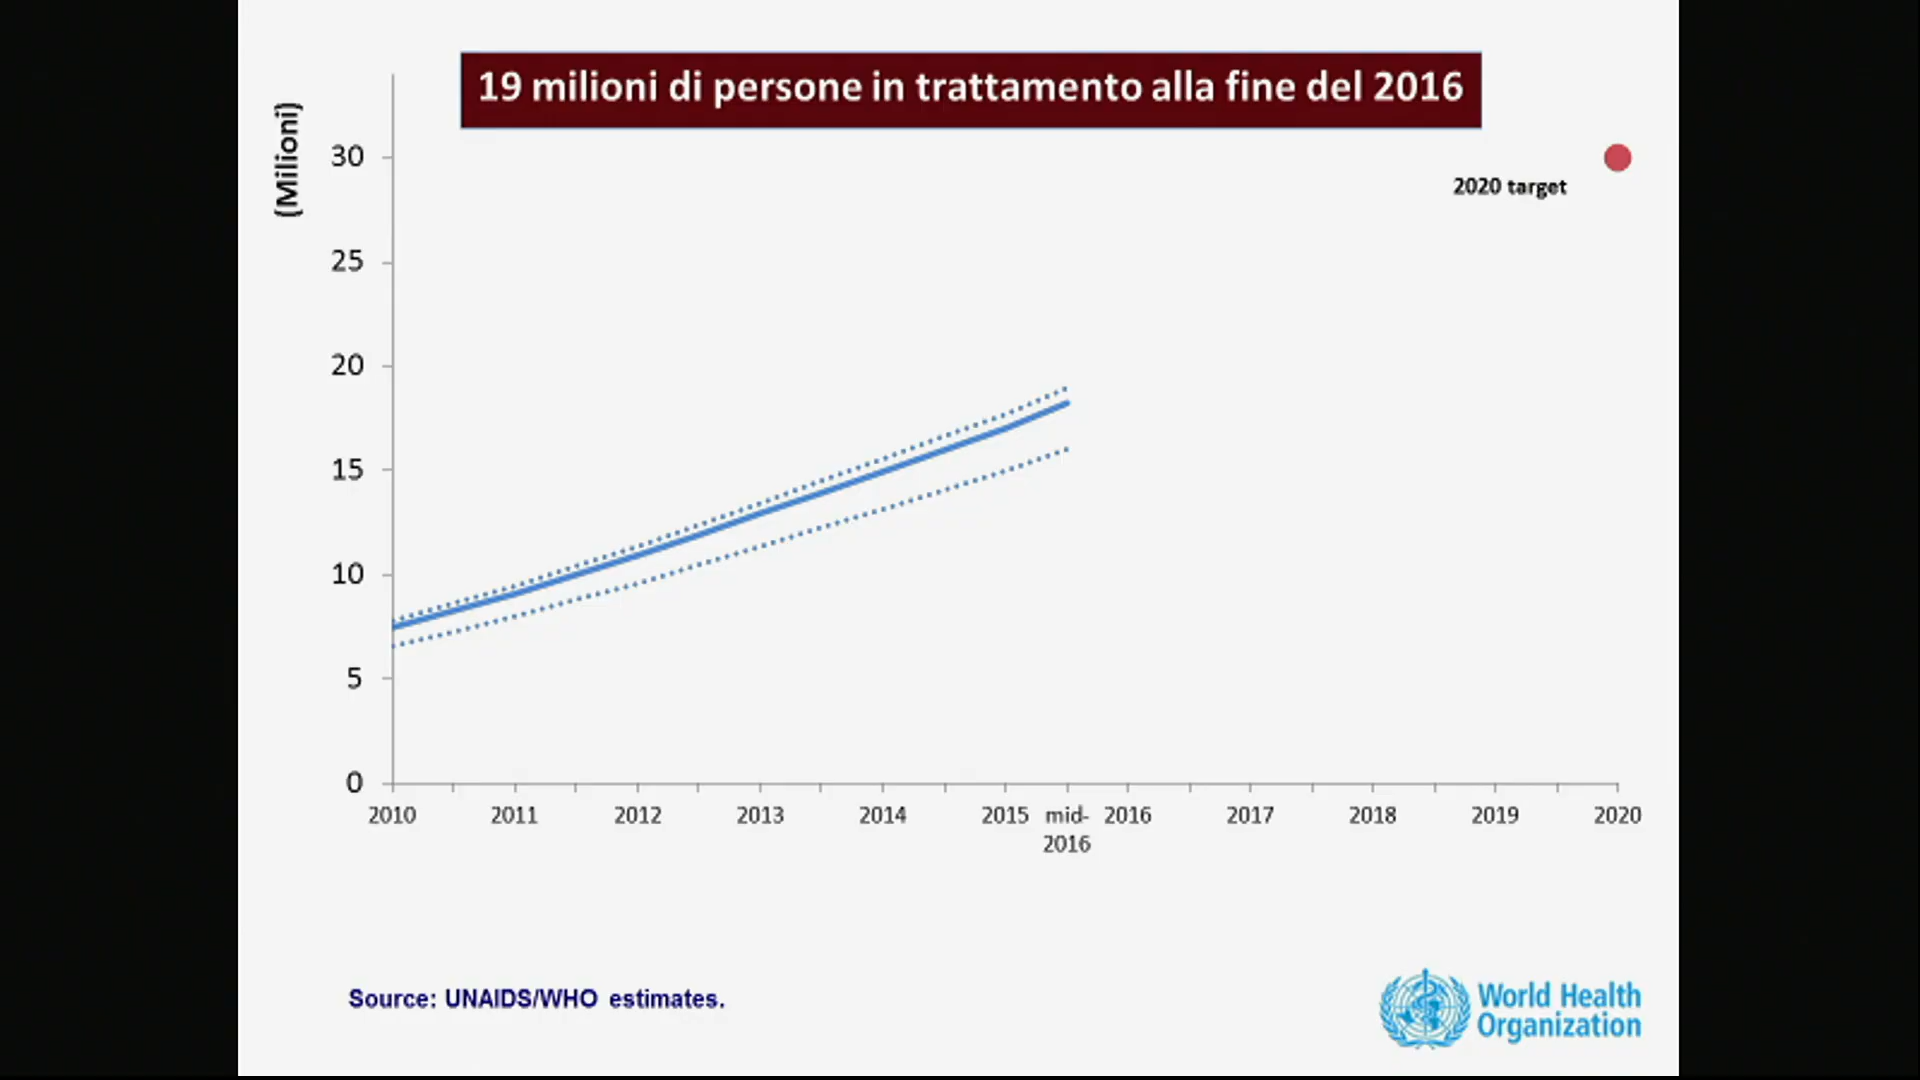 19 milioni di persone in trattamento alla fine del 2016
(Milioni)
30
25
20
15
10
5
0
2020 target
2010 2011 2012 2013 2014 2015 mid-2016 2016 2017 2018 2019 2020
Source: UNAIDS/WHO estimates.
World Health
Organization